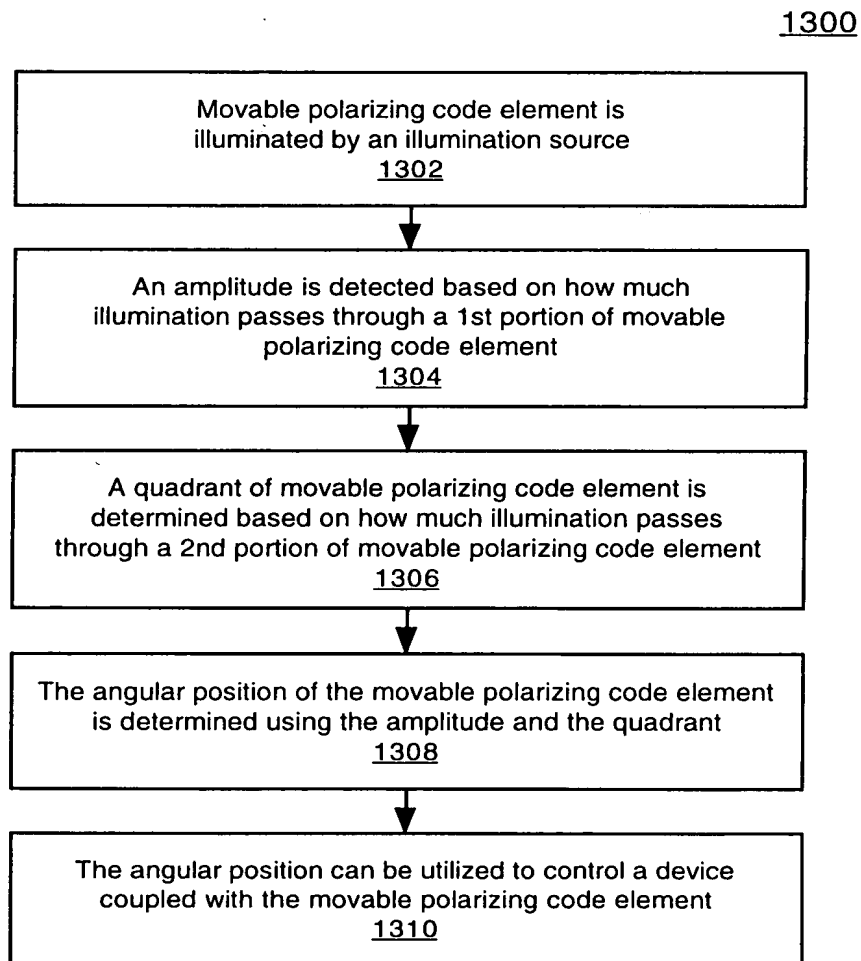 1300
Movable polarizing code element is
illuminated by an illumination source
1302
An amplitude is detected based on how much
illumination passes through a 1st portion of movable
polarizing code element
1304
A quadrant of movable polarizing code element is
determined based on how much illumination passes
through a 2nd portion of movable polarizing code element
1306
The angular position of the movable polarizing code element
is determined using the amplitude and the quadrant
1308
The angular position can be utilized to control a device
coupled with the movable polarizing code element
1310